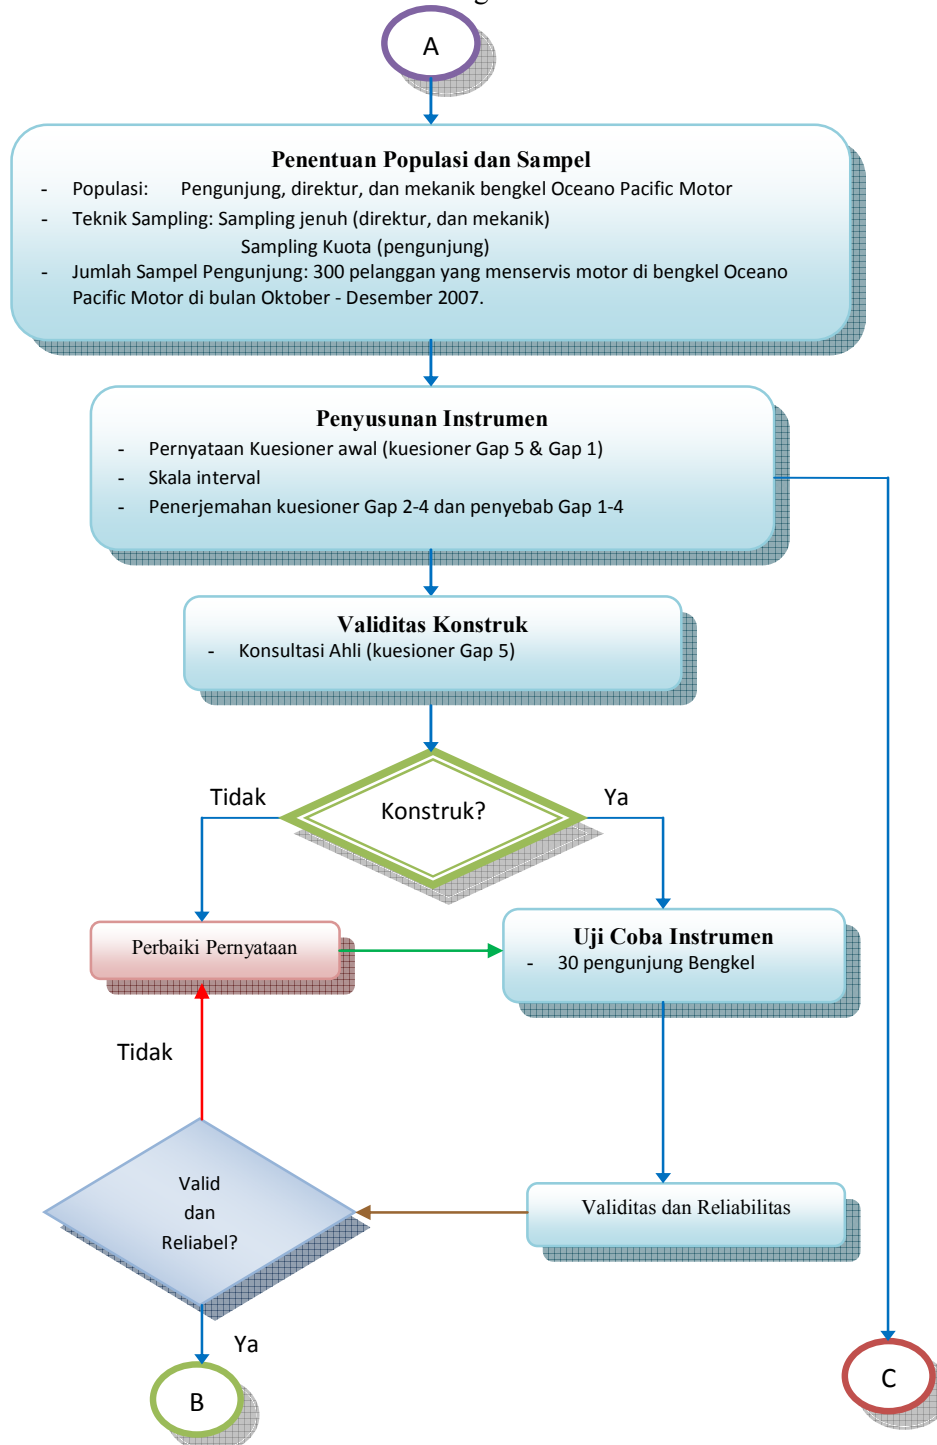 A
Penentuan Populasi dan Sampel
- Populasi: Pengunjung, direktur, dan mekanik bengkel Oceano Pacific Motor
- Teknik Sampling: Sampling jenuh (direktur, dan mekanik)
Sampling Kuota (pengunjung)
- Jumlah Sampel Pengunjung: 300 pelanggan yang menservis motor di bengkel Oceano
Pacific Motor di bulan Oktober - Desember 2007.
Penyusunan Instrumen
- Pernyataan Kuesioner awal (kuesioner Gap 5 & Gap 1)
- Skala interval
- Penerjemahan kuesioner Gap 2-4 dan penyebab Gap 1-4
Validitas Konstruk
- Konsultasi Ahli (kuesioner Gap 5)
Tidak
Konstruk?
Ya
Perbaiki Pernyataan
Uji Coba Instrumen
- 30 pengunjung Bengkel
Tidak
Valid
dan
Reliabel?
Validitas dan Reliabilitas
Ya
B
C